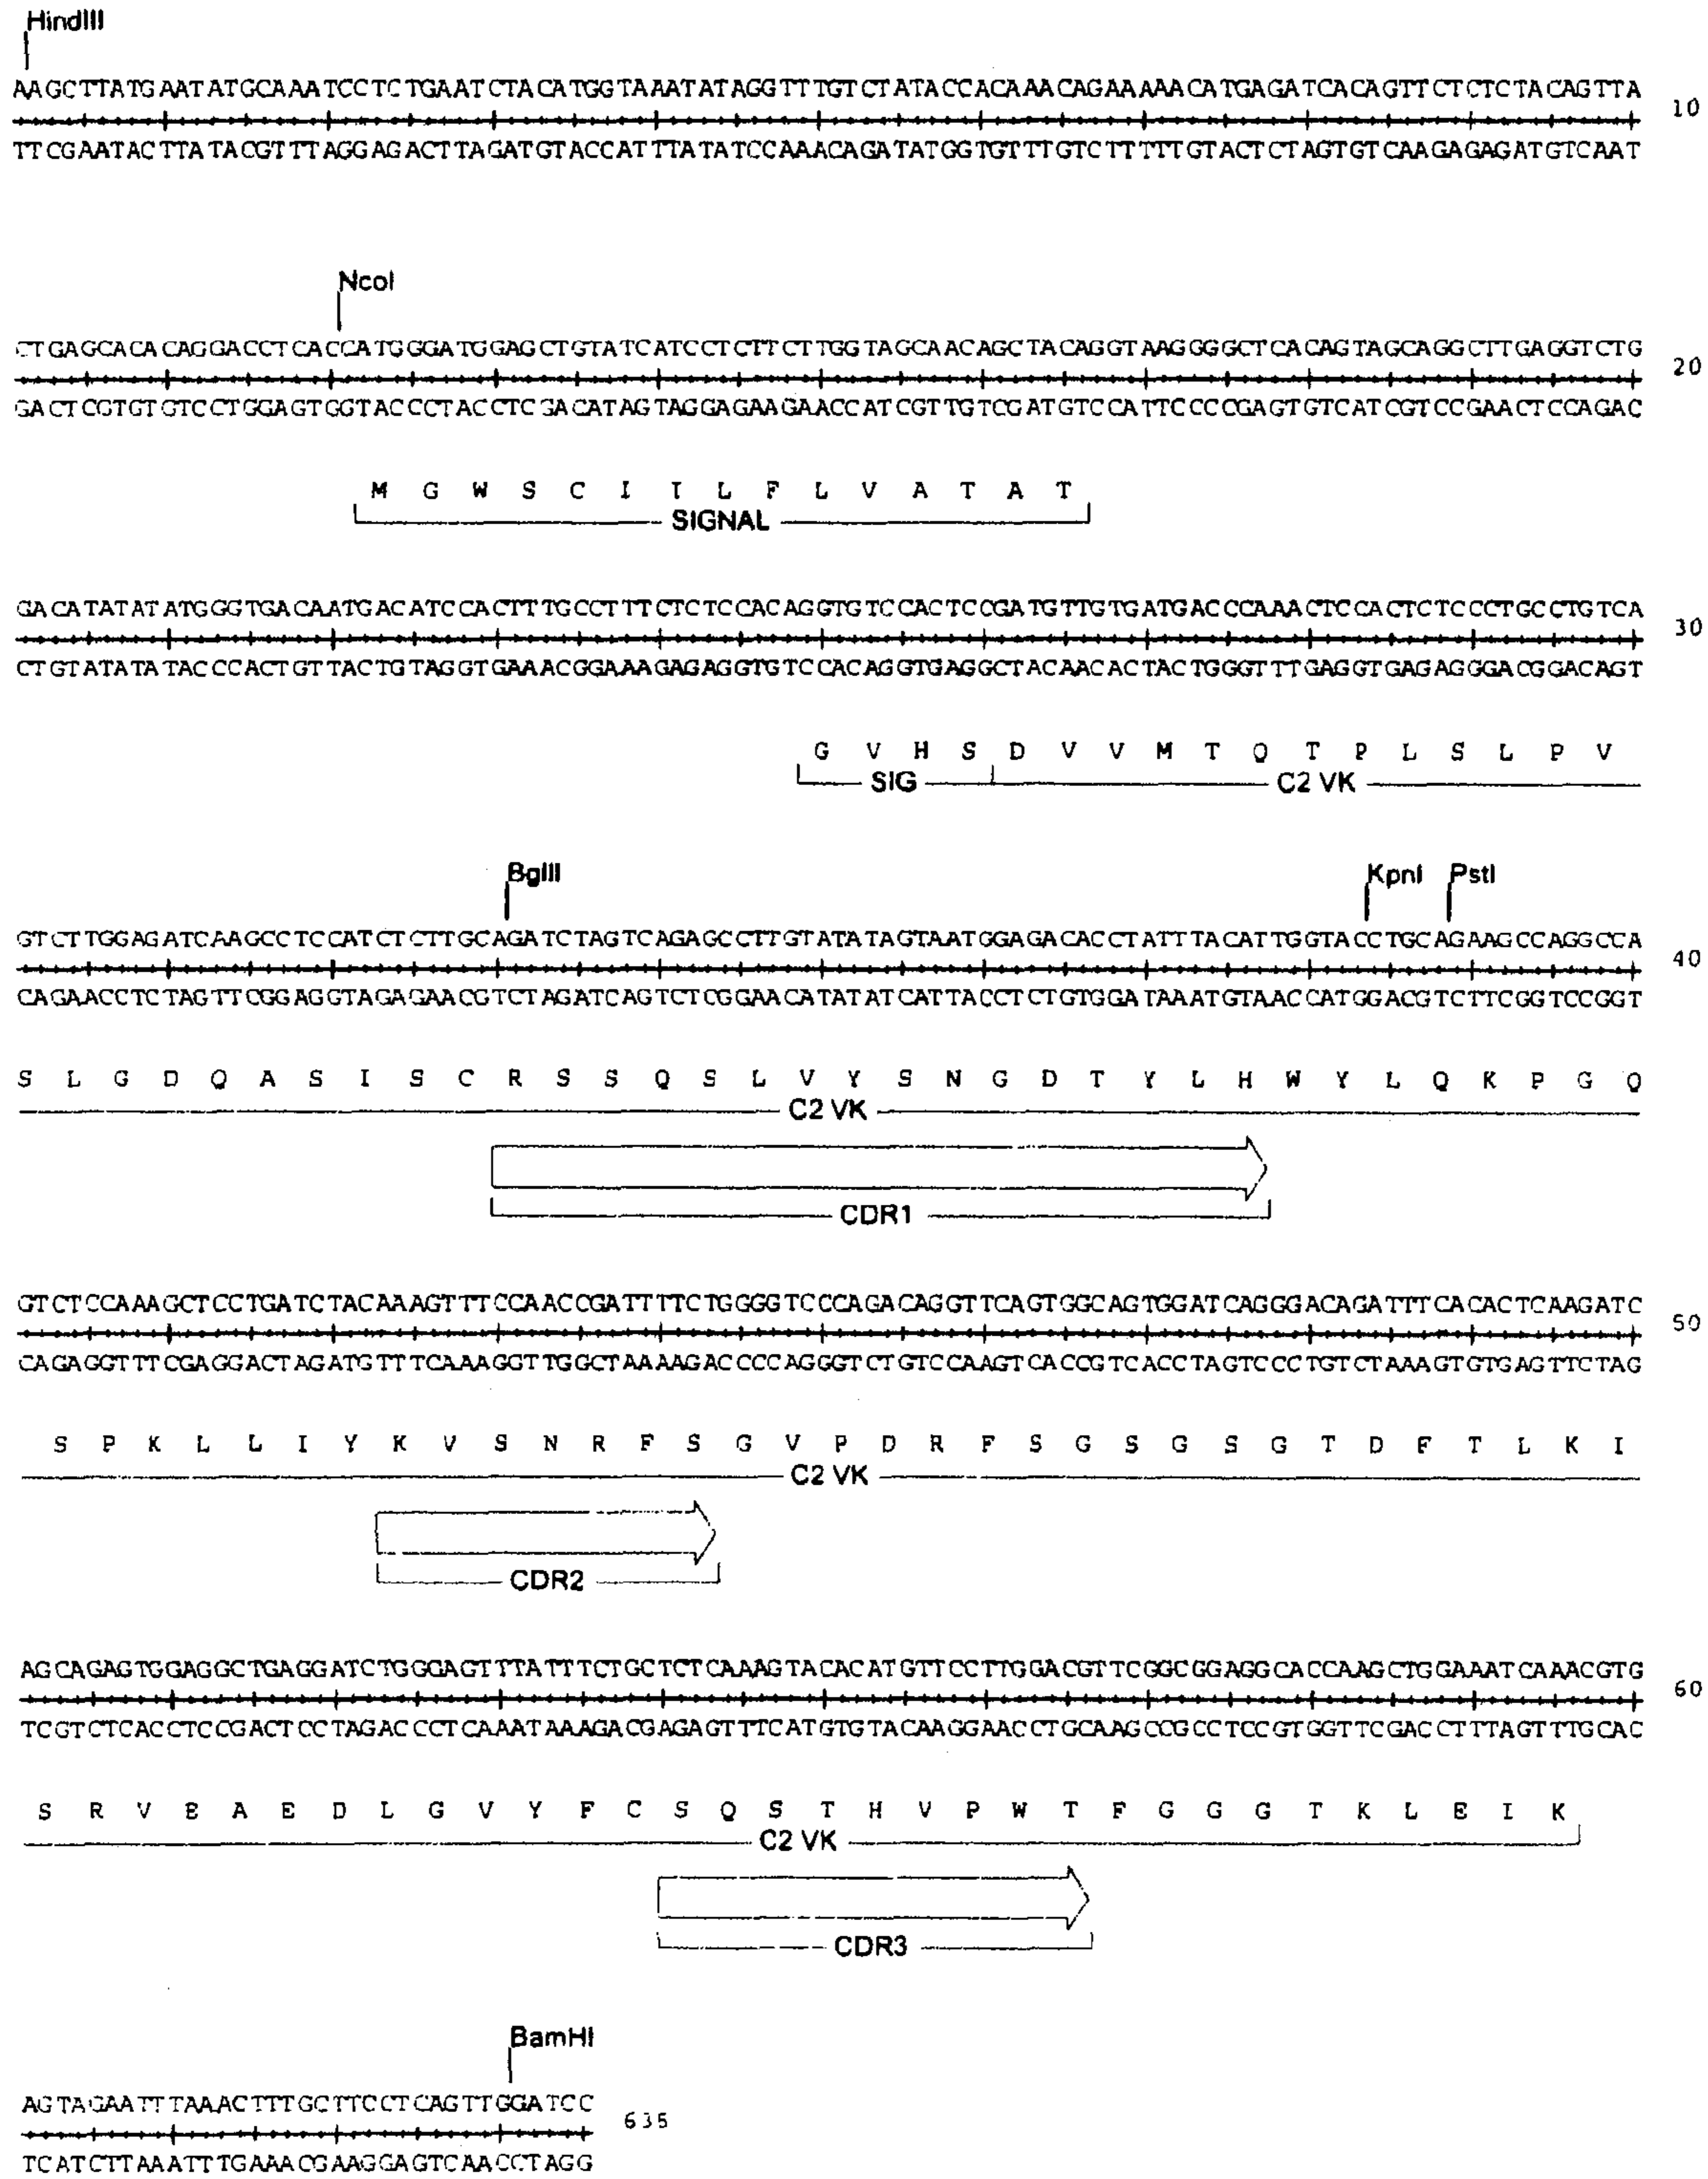 HindIII
AAGCTTATGAATATGCAAATCCTCTGAATCTACATGGTAAATATAGGTTTGTCTATACCACAAACAGAAAAACATGAGATCACAGTTCTCTCTACAGTTA
10
TTCGAATACTTATACGTTTAGGAGACTTAGATGTACCATTTATATCCAAACAGATATGGTGTTTGTCTTTTTGTACTCTAGTGTCAAGAGAGATGTCAAT
NcoI
CTGAGCACACAGGACCTCACCATGGGATGGAGCTGTATCATCCTCTTCTTGGTAGCAACAGCTACAGGTAAGGGGCTCACAGTAGCAGGCTTGAGGTCTG
20
GACTCGTGTGTCCTGGAGTGGTACCCTACCTCGACATAGTAGGAGAAGAACCATCGTTGTCGATGTCCATTCCCCGAGTGTCATCGTCCGAACTCCAGAC
M G W S C I I L F L V A T A T
SIGNAL
GACATATATATGGGTGACAATGACATCCACTTTGCCTTTCTCTCCACAGGTGTCCACTCCGATGTTGTGATGACCCAAACTCCACTCTCCCTGCCTGTCA
30
CTGTATATATACCCACTGTTACTGTAGGTGAAACGGAAAGAGAGGTGTCCACAGGTGAGGCTACAACACTACTGGGTTTGAGGTGAGAGGGACGGACAGT
G V H S D V V M T Q T P L S L P V
SIG C2 VK
BglII KpnI PstI
GTCTTGGAGATCAAGCCTCCATCTCTTGCAGATCTAGTCAGAGCCTTGTATATAGTAATGGAGACACCTATTTACATTGGTACCTGCAGAAGCCAGGCCA
40
CAGAACCTCTAGTTCGGAGGTAGAGAACGTCTAGATCAGTCTCGGAACATATATCATTACCTCTGTGGATAAATGTAACCATGGACGTCTTCGGTCCGGT
S L G D Q A S I S C R S S Q S L V Y S N G D T Y L H W Y L Q K P G Q
C2 VK
CDR1
GTCTCCAAAGCTCCTGATCTACAAAGTTTCCAACCGATTTTCTGGGGTCCCAGACAGGTTCAGTGGCAGTGGATCAGGGACAGATTTCACACTCAAGATC
50
CAGAGGTTTCGAGGACTAGATGTTTCAAAGGTTGGCTAAAAGACCCCAGGGTCTGTCCAAGTCACCGTCACCTAGTCCCTGTCTAAAGTGTGAGTTCTAG
S P K L L I Y K V S N R F S G V P D R F S G S G S G T D F T L K I
C2 VK
CDR2
AGCAGAGTGGAGGCTGAGGATCTGGGAGTTTATTTCTGCTCTCAAAGTACACATGTTCCTTGGACGTTCGGCGGAGGCACCAAGCTGGAAATCAAACGTG
60
TCGTCTCACCTCCGACTCCTAGACCCTCAAATAAAGACGAGAGTTTCATGTGTACAAGGAACCTGCAAGCCGCCTCCGTGGTTCGACCTTTAGTTTGCAC
S R V E A E D L G V Y F C S Q S T H V P W T F G G G T K L E I K
C2 VK
CDR3
BamHI
AGTAGAATTTAAACTTTGCTTCCTCAGTTGGATCC
635
TCATCTTAAATTTGAAACGAAGGAGTCAACCTAGG